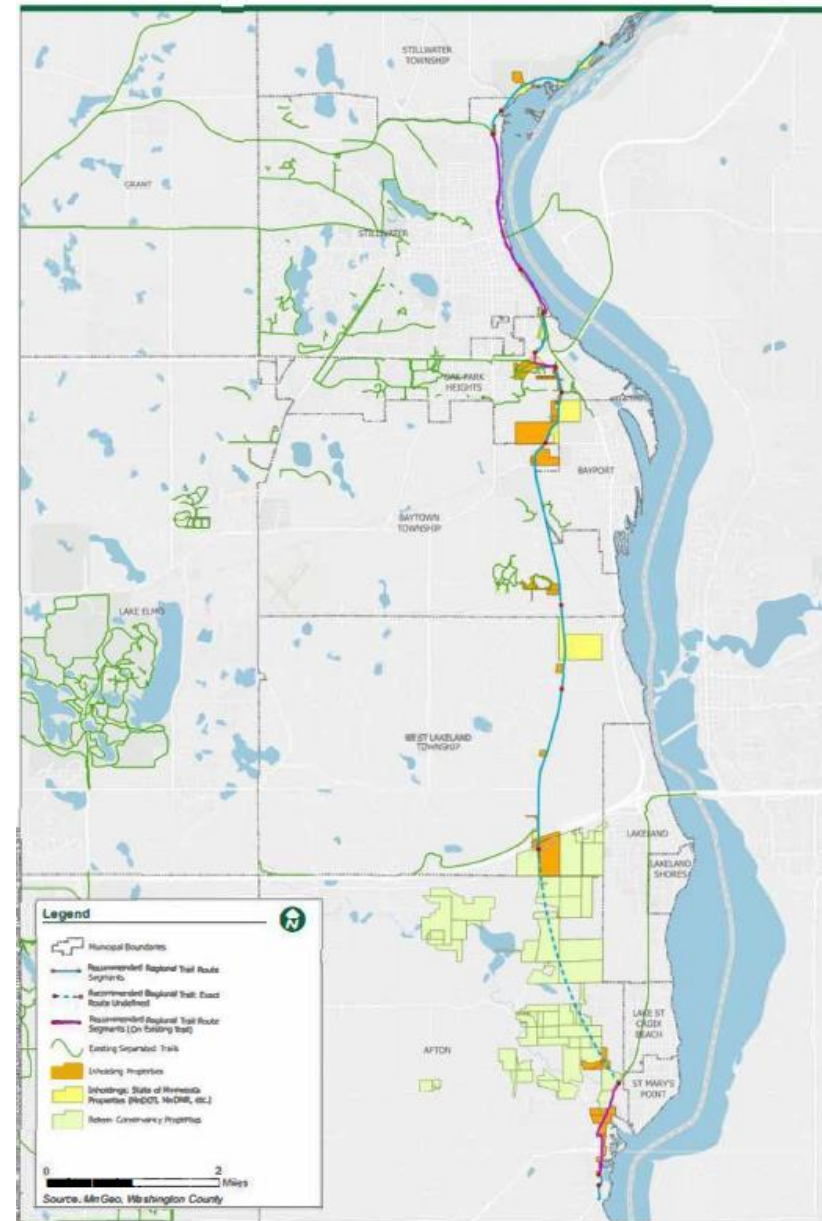 STILLWATER
TOWNSHIP
GRANT
STILLWATER
OAK PARK
HEIGHTS
BAYPORT
BAYTOWN
TOWNSHIP
LAKE ELMO
WEST LAKELAND
TOWNSHIP
LAKELAND
LAKELAND
SHORES
LAKE ST
CROIX
BEACH
AFTON
ST MARY'S
POINT
Legend
N
Municipal Boundaries
Recommended Regional Trail Route
Segments
Recommended Regional Trail: Exact
Route Undefined
Recommended Regional Trail Route
Segments (On Existing Trail)
Existing Separated Trails
Inholding Properties
Inholdings: State of Minnesota
Properties (MnDOT, MnDNR, etc.)
Conservancy Properties
0 2
Miles
Source: MnGeo, Washington County